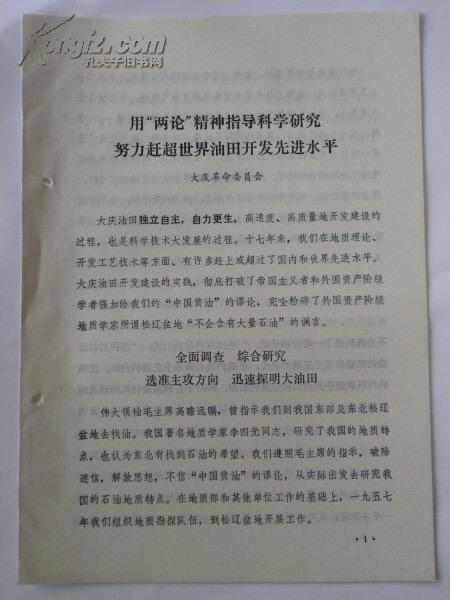 Kongfz.com
孔夫子旧书网
用“两论”精神指导科学研究
努力赶超世界油田开发先进水平
大庆革命委员会
大庆油田独立自主，自力更生，高速度、高质量地开发建设的
过程，也是科学技术大发展的过程。十七年来，我们在地质理论、
开发工艺技术等方面、有许多赶上或超过了国内和世界先进水平。
大庆油田开发建设的实践，彻底打破了帝国主义者和外国资产阶级
学者强加给我们的“中国贫油”的谬论，完全粉碎了外国资产阶级
地质学家所谓松辽盆地“不会含有大量石油”的谰言。
全面调查 综合研究
选准主攻方向 迅速探明大油田
伟大领袖毛主席高瞻远瞩，曾指示我们到我国东部及东北松辽
盆地去找油。我国著名地质学家李四光同志，研究了我国的地质特
点，也认为东北有找到石油的希望。我们遵照毛主席的指示，破除
迷信，解放思想，不信“中国贫油”的谬论，从实际出发去研究我
国的石油地质特点。在地质部和其他单位工作的基础上，一九五七
年我们组织地质勘探队伍，到松辽盆地开展工作。
·1·